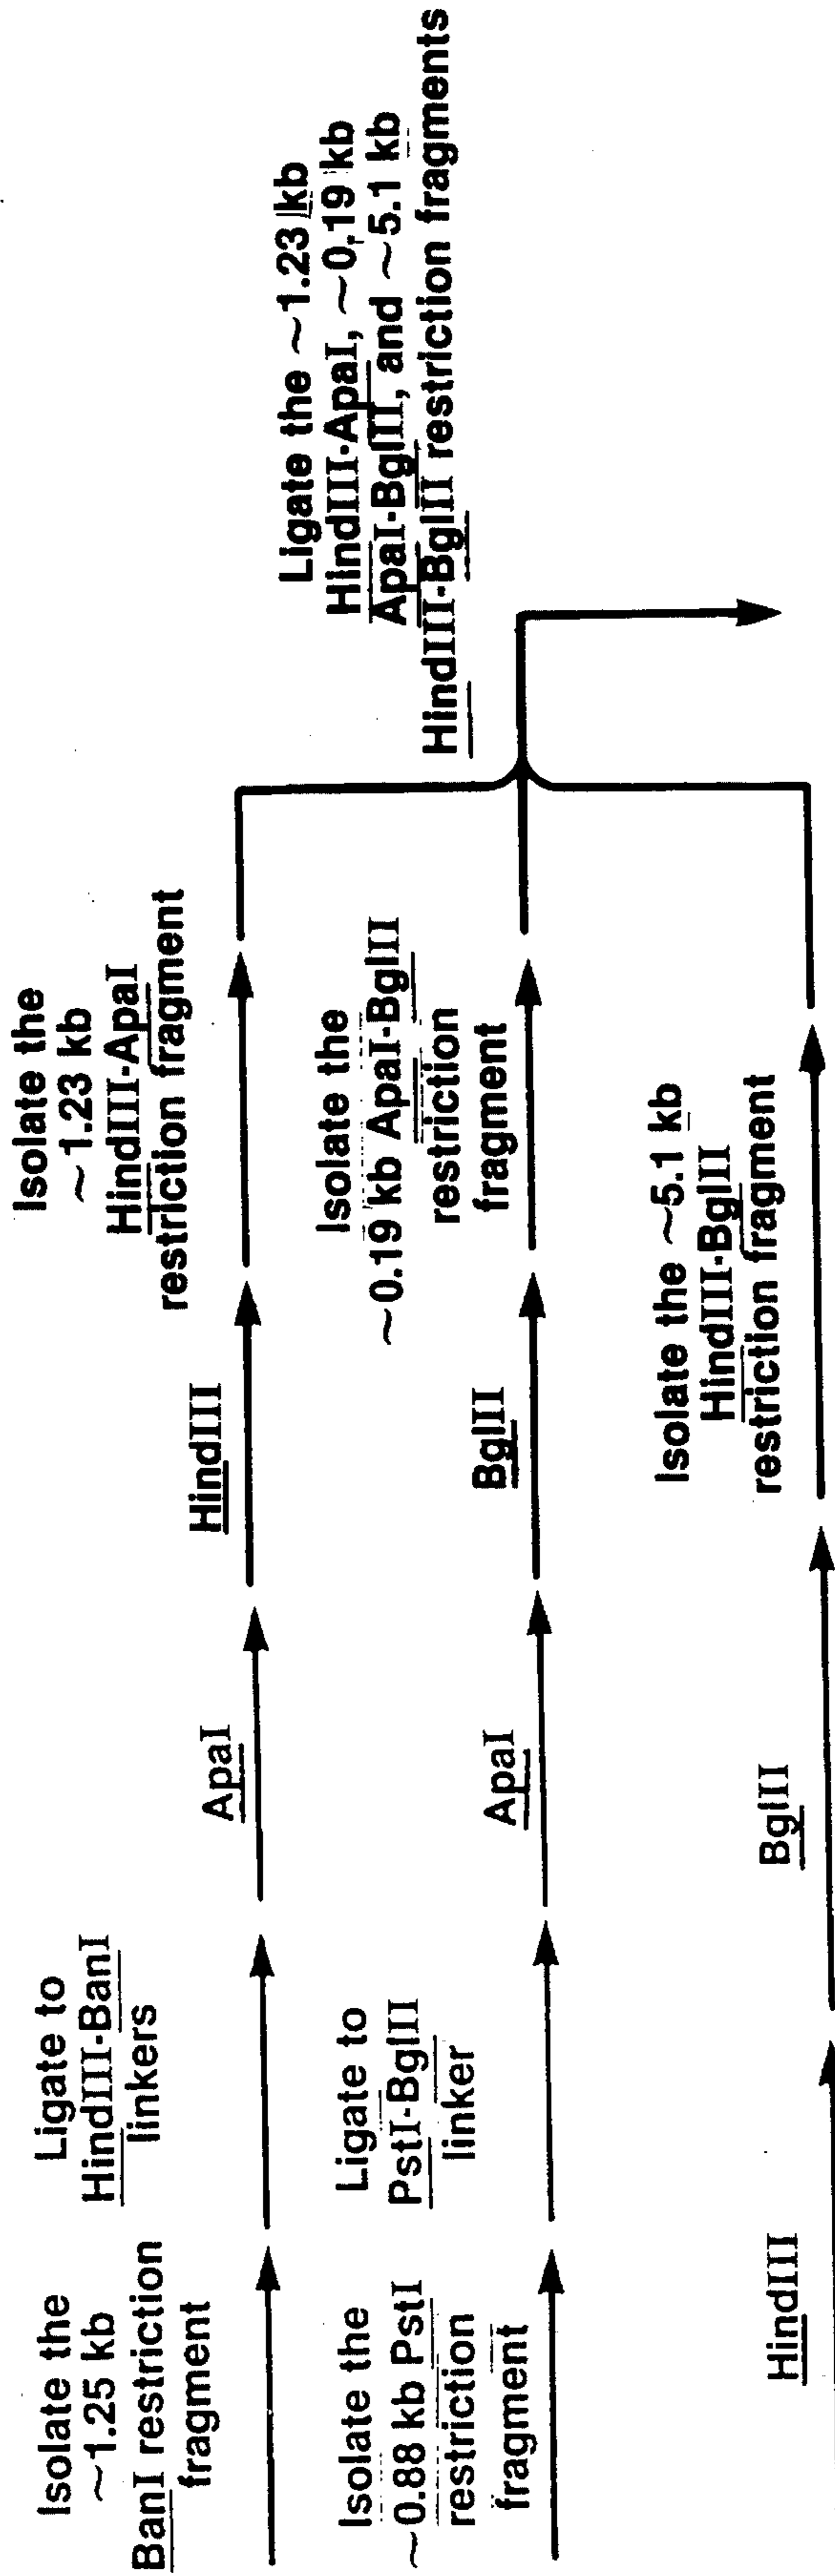 Isolate the
~1.25 kb
BanI restriction
fragment
Ligate to
HindIII-BanI
linkers
ApaI
HindIII
Isolate the
~1.23 kb
HindIII-ApaI
restriction fragment
Isolate the
~0.88 kb PstI
restriction
fragment
Ligate to
PstI-BglII
linker
ApaI
BglII
Isolate the
~0.19 kb ApaI-BglII
restriction
fragment
HindIII
BglII
Isolate the ~5.1 kb
HindIII-BglII
restriction fragment
Ligate the ~1.23 kb
HindIII-ApaI, ~0.19 kb
ApaI-BglII, and ~5.1 kb
HindIII-BglII restriction fragments